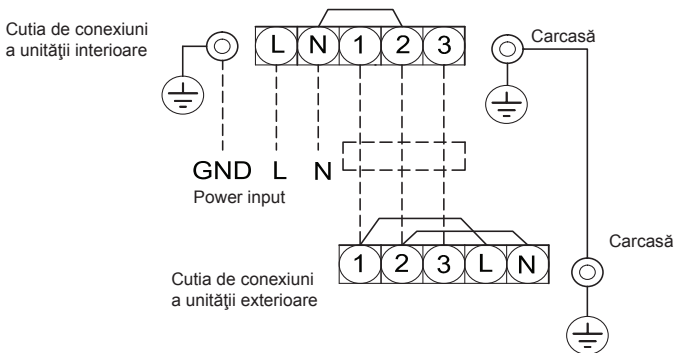 Cutia de conexiuni
a unităţii interioare
L N 1 2 3
Carcasă
GND L N
Power input
Carcasă
1 2 3 L N
Cutia de conexiuni
a unităţii exterioare